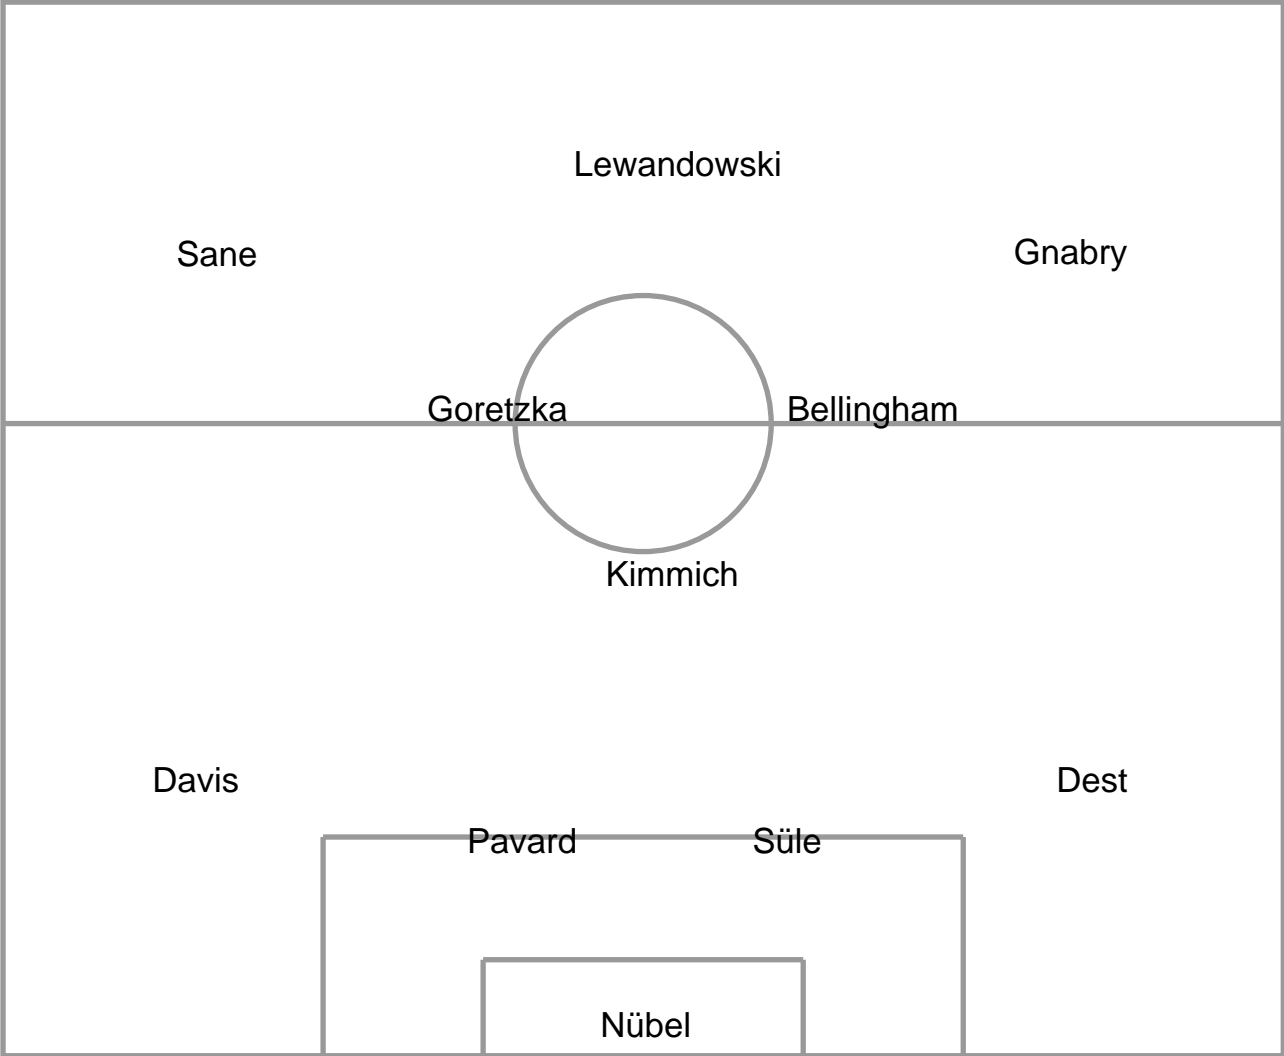 Lewandowski
Sane
Gnabry
Goretzka
Bellingham
Kimmich
Davis
Dest
Pavard
Süle
Nübel